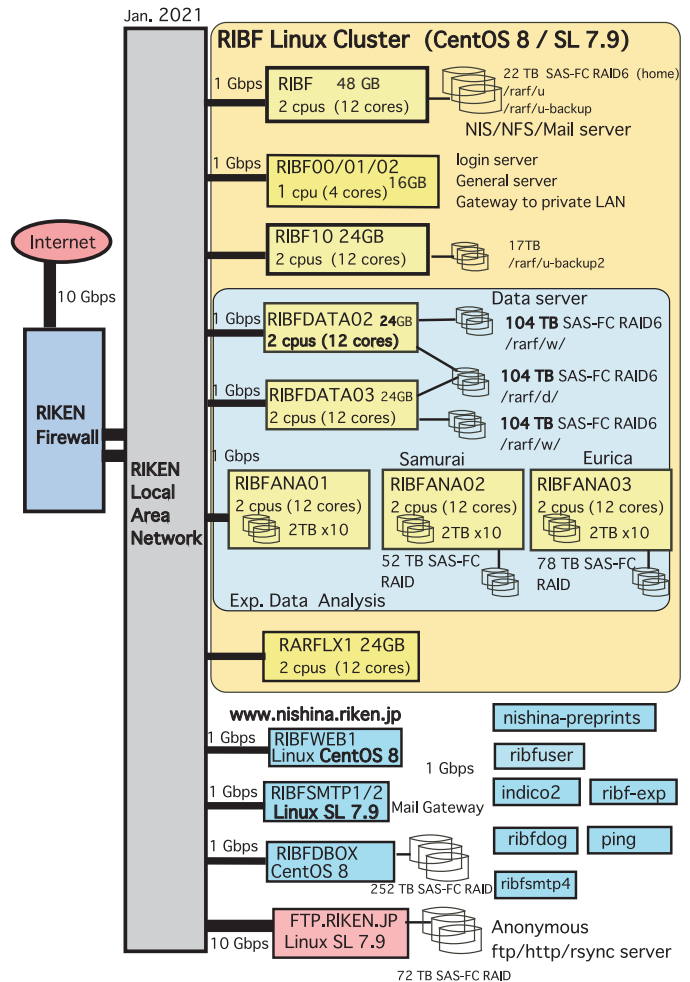 Jan. 2021
RIBF Linux Cluster (CentOS 8 / SL 7.9)
1 Gbps
RIBF 48 GB
2 cpus (12 cores)
22 TB SAS-FC RAID6 (home)
/rarf/u
/rarf/u-backup
NIS/NFS/Mail server
1 Gbps
RIBF00/01/02
1 cpu (4 cores) 16GB
login server
General server
Gateway to private LAN
Internet
10 Gbps
RIBF10 24GB
2 cpus (12 cores)
17TB
/rarf/u-backup2
Data server
1 Gbps
RIBFDATA02 24GB
2 cpus (12 cores)
104 TB SAS-FC RAID6
/rarf/w/
1 Gbps
RIBFDATA03 24GB
2 cpus (12 cores)
104 TB SAS-FC RAID6
/rarf/d/
104 TB SAS-FC RAID6
/rarf/w/
RIKEN
Firewall
RIKEN
Local
Area
Network
1 Gbps
RIBFANA01
2 cpus (12 cores)
2TB x10
Samurai
RIBFANA02
2 cpus (12 cores)
2TB x10
52 TB SAS-FC
RAID
Eurica
RIBFANA03
2 cpus (12 cores)
2TB x10
78 TB SAS-FC
RAID
Exp. Data Analysis
RARFLX1 24GB
2 cpus (12 cores)
www.nishina.riken.jp
1 Gbps
RIBFWEB1
Linux CentOS 8
1 Gbps
RIBFSMTP1/2
Linux SL 7.9
Mail Gateway
1 Gbps
RIBFDBOX
CentOS 8
252 TB SAS-FC RAID
1 Gbps
nishina-preprints
ribfuser
indico2
ribf-exp
ribfdog
ping
ribfsmtp4
10 Gbps
FTP.RIKEN.JP
Linux SL 7.9
Anonymous
ftp/http/rsync server
72 TB SAS-FC RAID